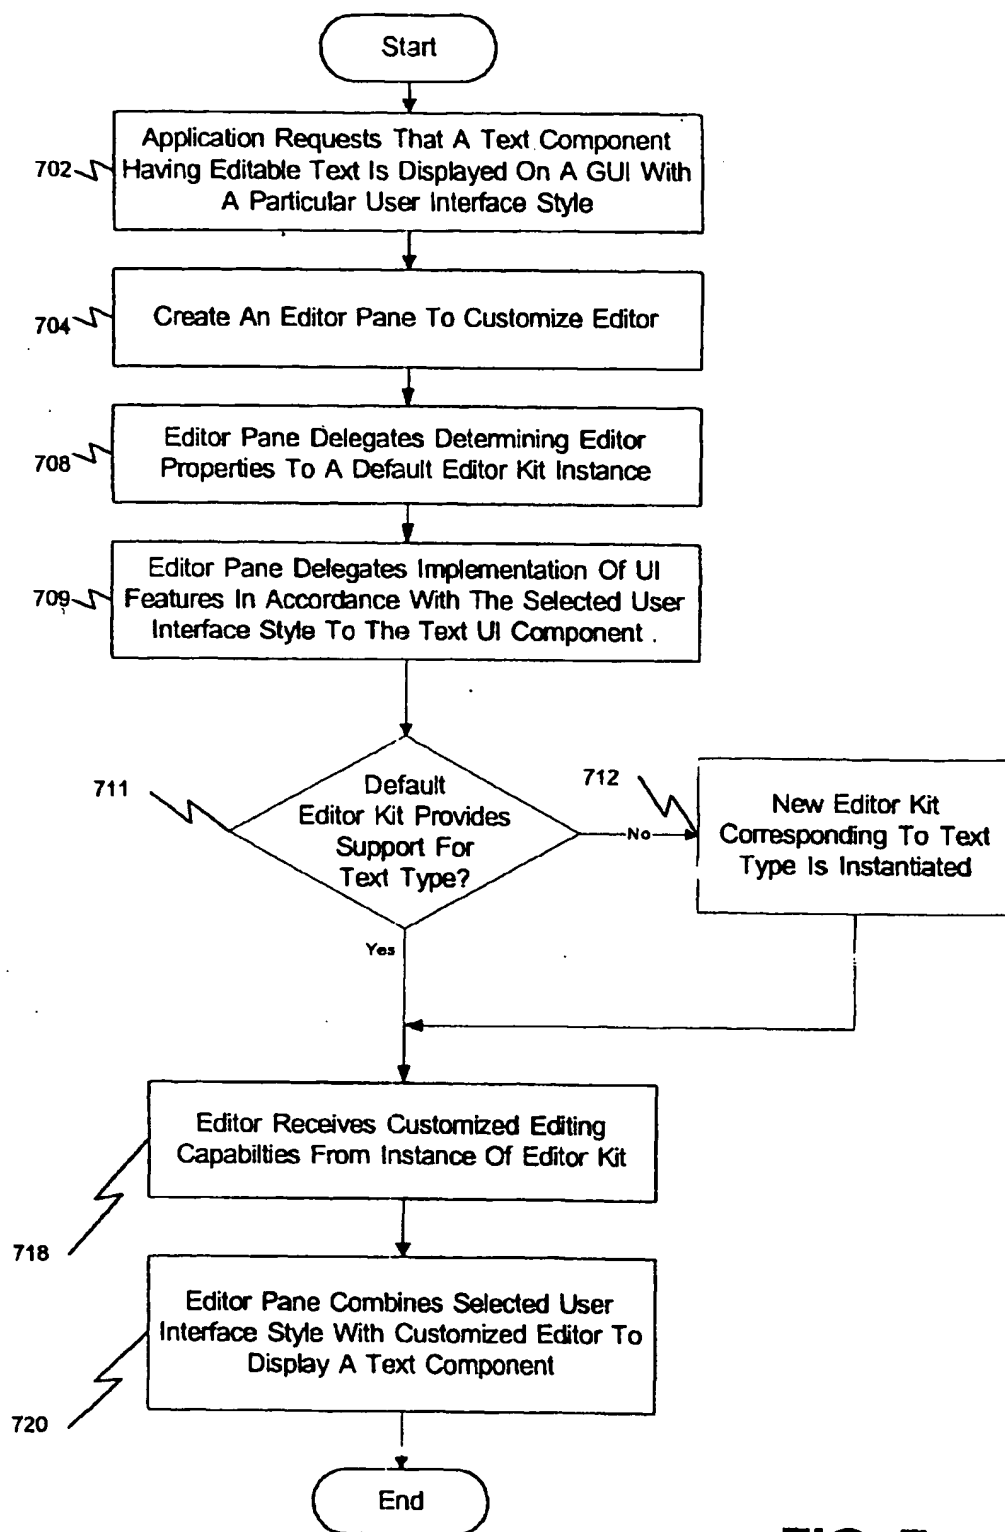 Start
702
Application Requests That A Text Component
Having Editable Text Is Displayed On A GUI With
A Particular User Interface Style
704
Create An Editor Pane To Customize Editor
708
Editor Pane Delegates Determining Editor
Properties To A Default Editor Kit Instance
709
Editor Pane Delegates Implementation Of UI
Features In Accordance With The Selected User
Interface Style To The Text UI Component .
711
Default
Editor Kit Provides
Support For
Text Type?
No
712
New Editor Kit
Corresponding To Text
Type Is Instantiated
Yes
718
Editor Receives Customized Editing
Capabilties From Instance Of Editor Kit
720
Editor Pane Combines Selected User
Interface Style With Customized Editor To
Display A Text Component
End